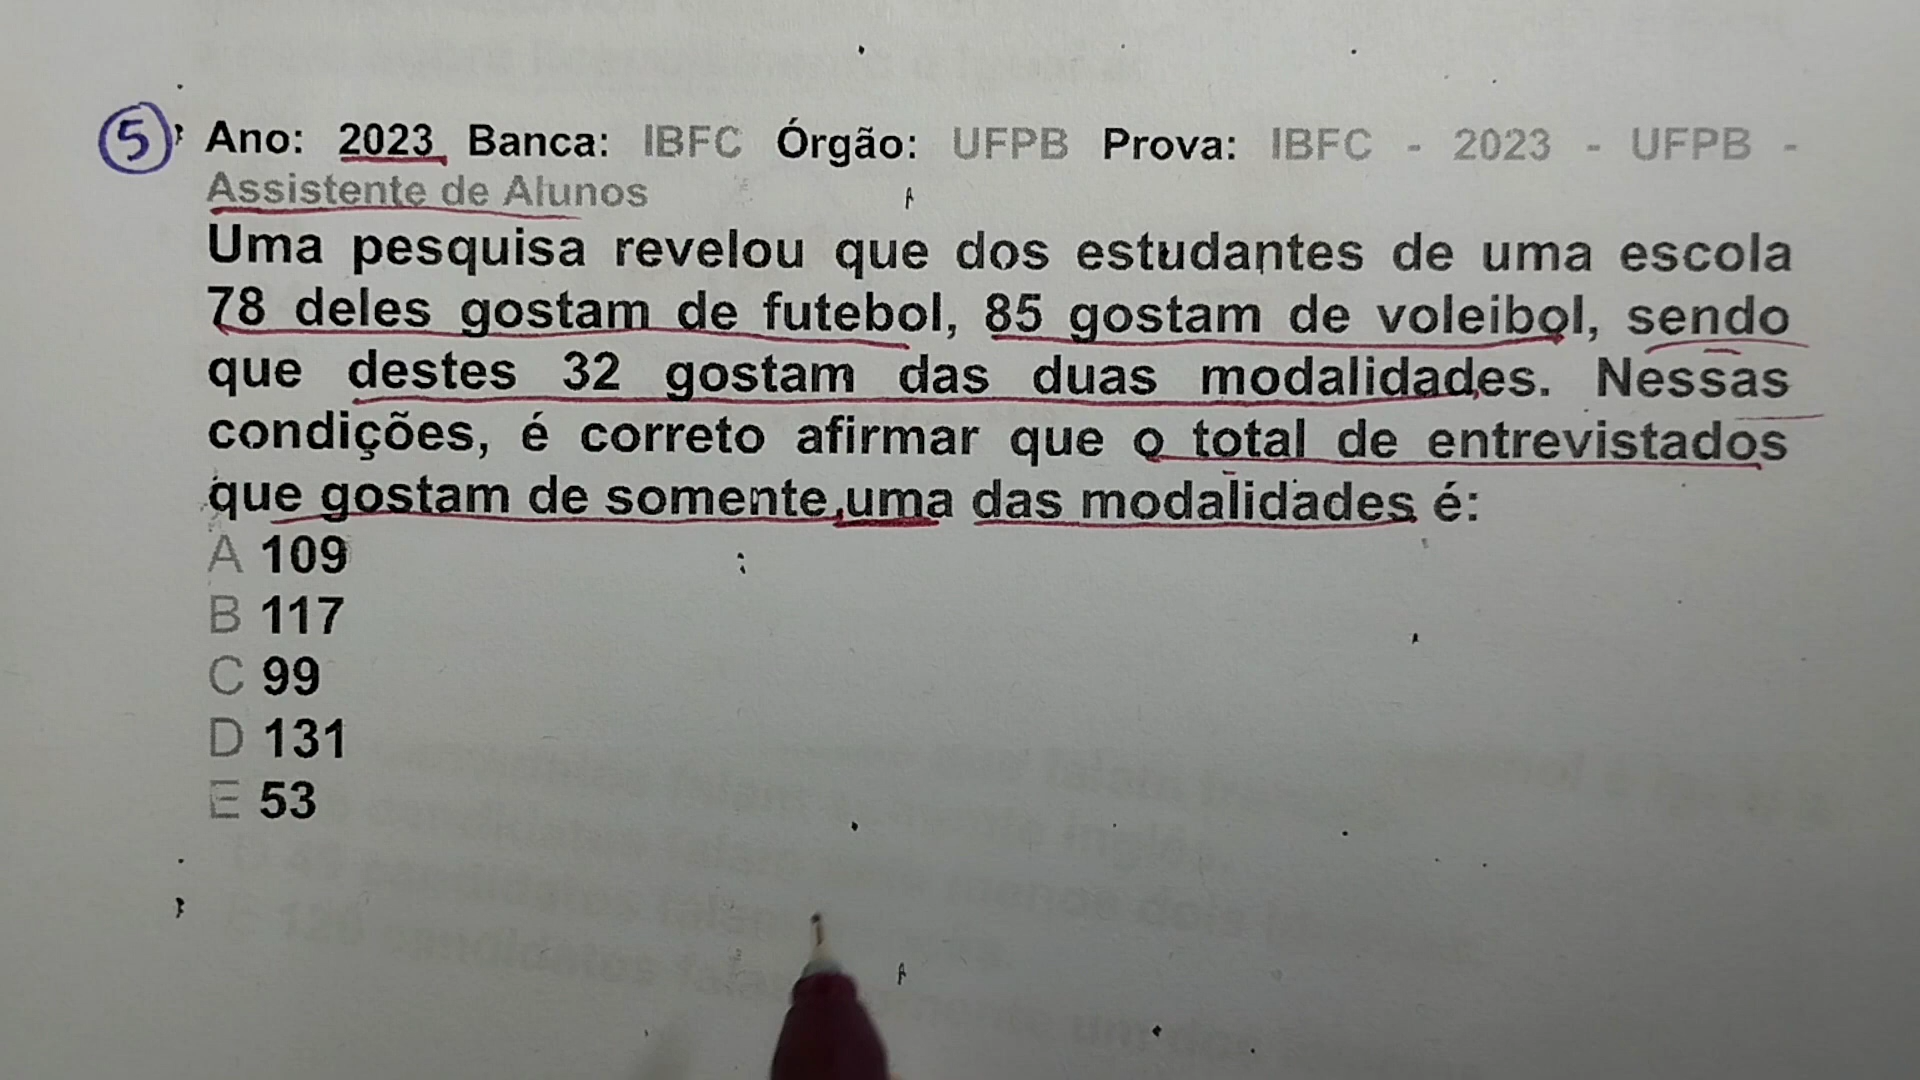 5 Ano: 2023 Banca: IBFC Órgão: UFPB Prova: IBFC - 2023 - UFPB -
Assistente de Alunos
Uma pesquisa revelou que dos estudantes de uma escola
78 deles gostam de futebol, 85 gostam de voleibol, sendo
que destes 32 gostam das duas modalidades. Nessas
condições, é correto afirmar que o total de entrevistados
que gostam de somente uma das modalidades é:
A 109
B 117
C 99
D 131
E 53